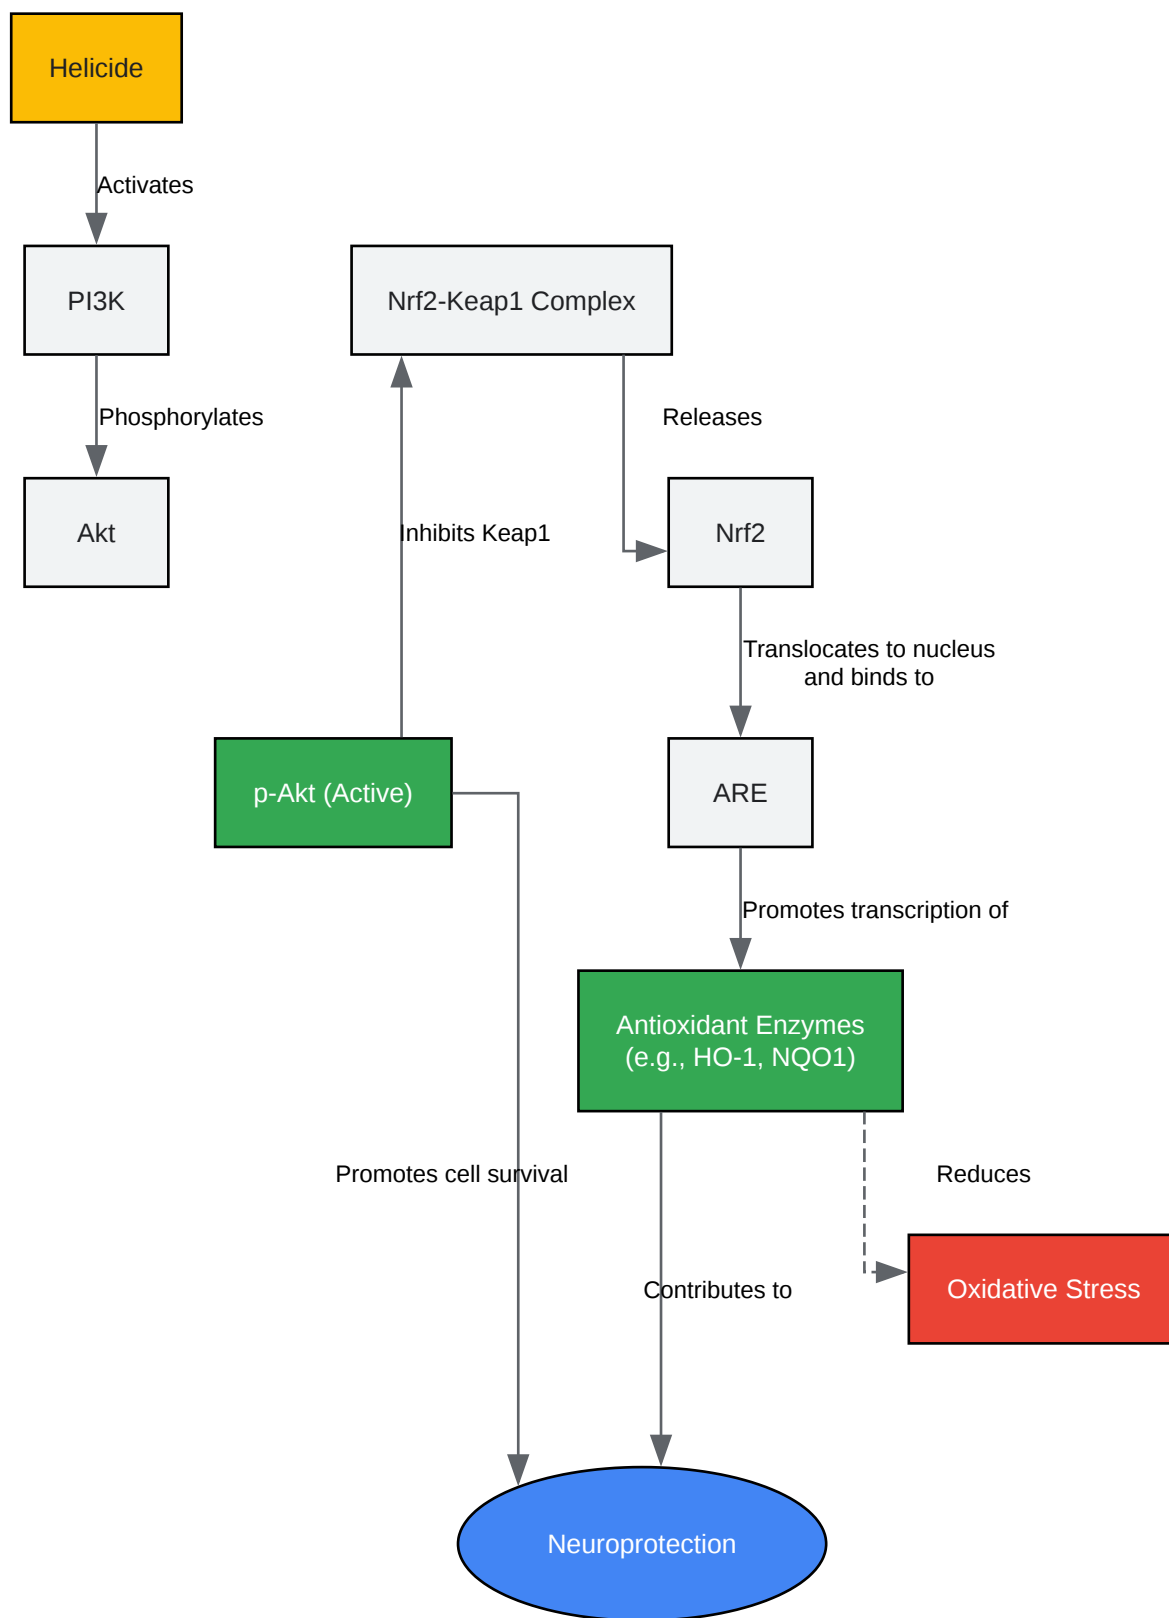 Helicide
Activates
PI3K
Nrf2-Keap1 Complex
Phosphorylates
Releases
Akt
Inhibits Keap1
Nrf2
Translocates to nucleus
and binds to
p-Akt (Active)
ARE
Promotes transcription of
Antioxidant Enzymes
(e.g., HO-1, NQO1)
Promotes cell survival
Reduces
Contributes to
Oxidative Stress
Neuroprotection